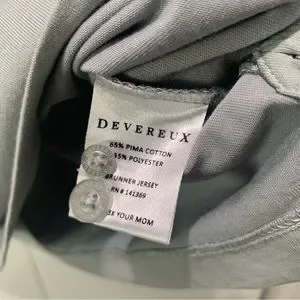 DEVEREUX
65% PIMA COTTON
35% POLYESTER
BRUNNER JERSEY
RN # 141369
ASK YOUR MOM